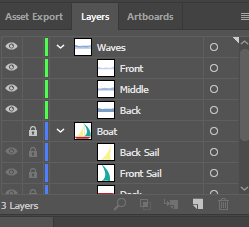 Asset Export Layers Artboards
Waves
Front
Middle
Back
Boat
Back Sail
Front Sail
3 Layers